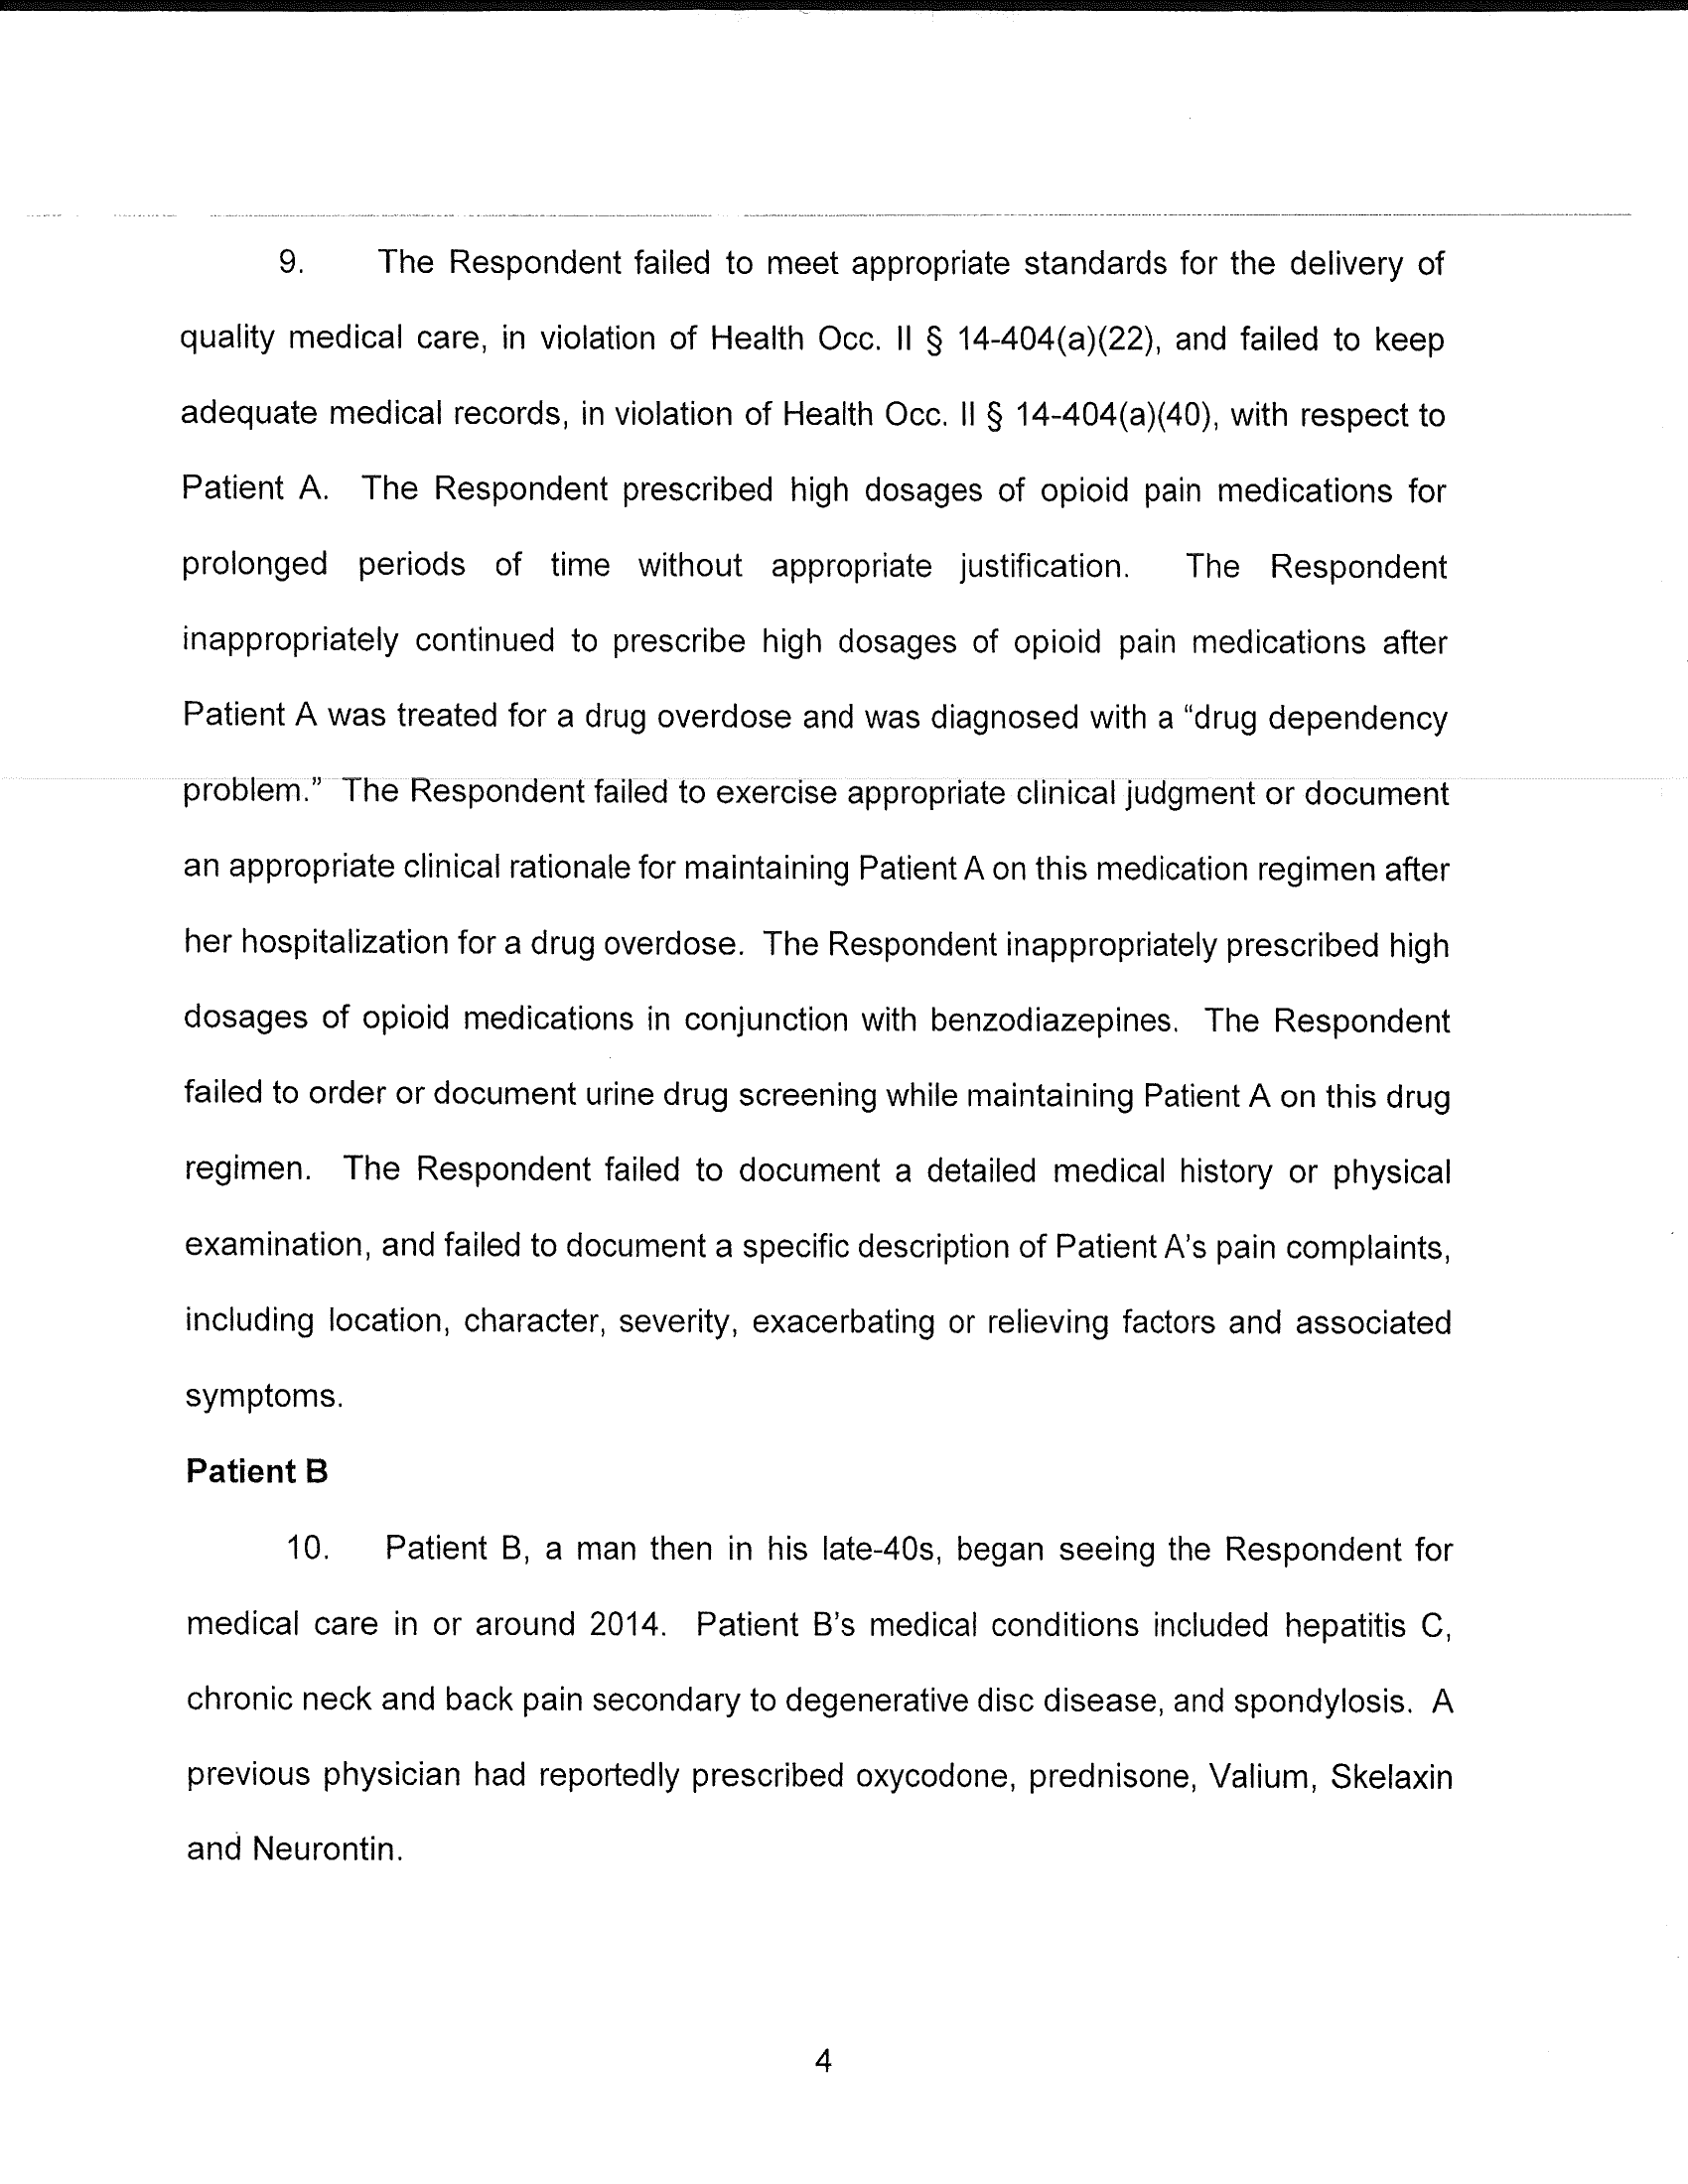 9. The Respondent failed to meet appropriate standards for the delivery of
quality medical care, in violation of Health Occ. II § 14-404(a)(22), and failed to keep
adequate medical records, in violation of Health Occ. II § 14-404(a)(40), with respect to
Patient A. The Respondent prescribed high dosages of opioid pain medications for
prolonged periods of time without appropriate justification. The Respondent
inappropriately continued to prescribe high dosages of opioid pain medications after
Patient A was treated for a drug overdose and was diagnosed with a “drug dependency
problem.” The Respondent failed to exercise appropriate clinical judgment or document
an appropriate clinical rationale for maintaining Patient A on this medication regimen after
her hospitalization for a drug overdose. The Respondent inappropriately prescribed high
dosages of opioid medications in conjunction with benzodiazepines. The Respondent
failed to order or document urine drug screening while maintaining Patient A on this drug
regimen. The Respondent failed to document a detailed medical history or physical
examination, and failed to document a specific description of Patient A’s pain complaints,
including location, character, severity, exacerbating or relieving factors and associated
symptoms.
Patient B
10. Patient B, a man then in his late-40s, began seeing the Respondent for
medical care in or around 2014. Patient B’s medical conditions included hepatitis C,
chronic neck and back pain secondary to degenerative disc disease, and spondylosis. A
previous physician had reportedly prescribed oxycodone, prednisone, Valium, Skelaxin
and Neurontin.
4